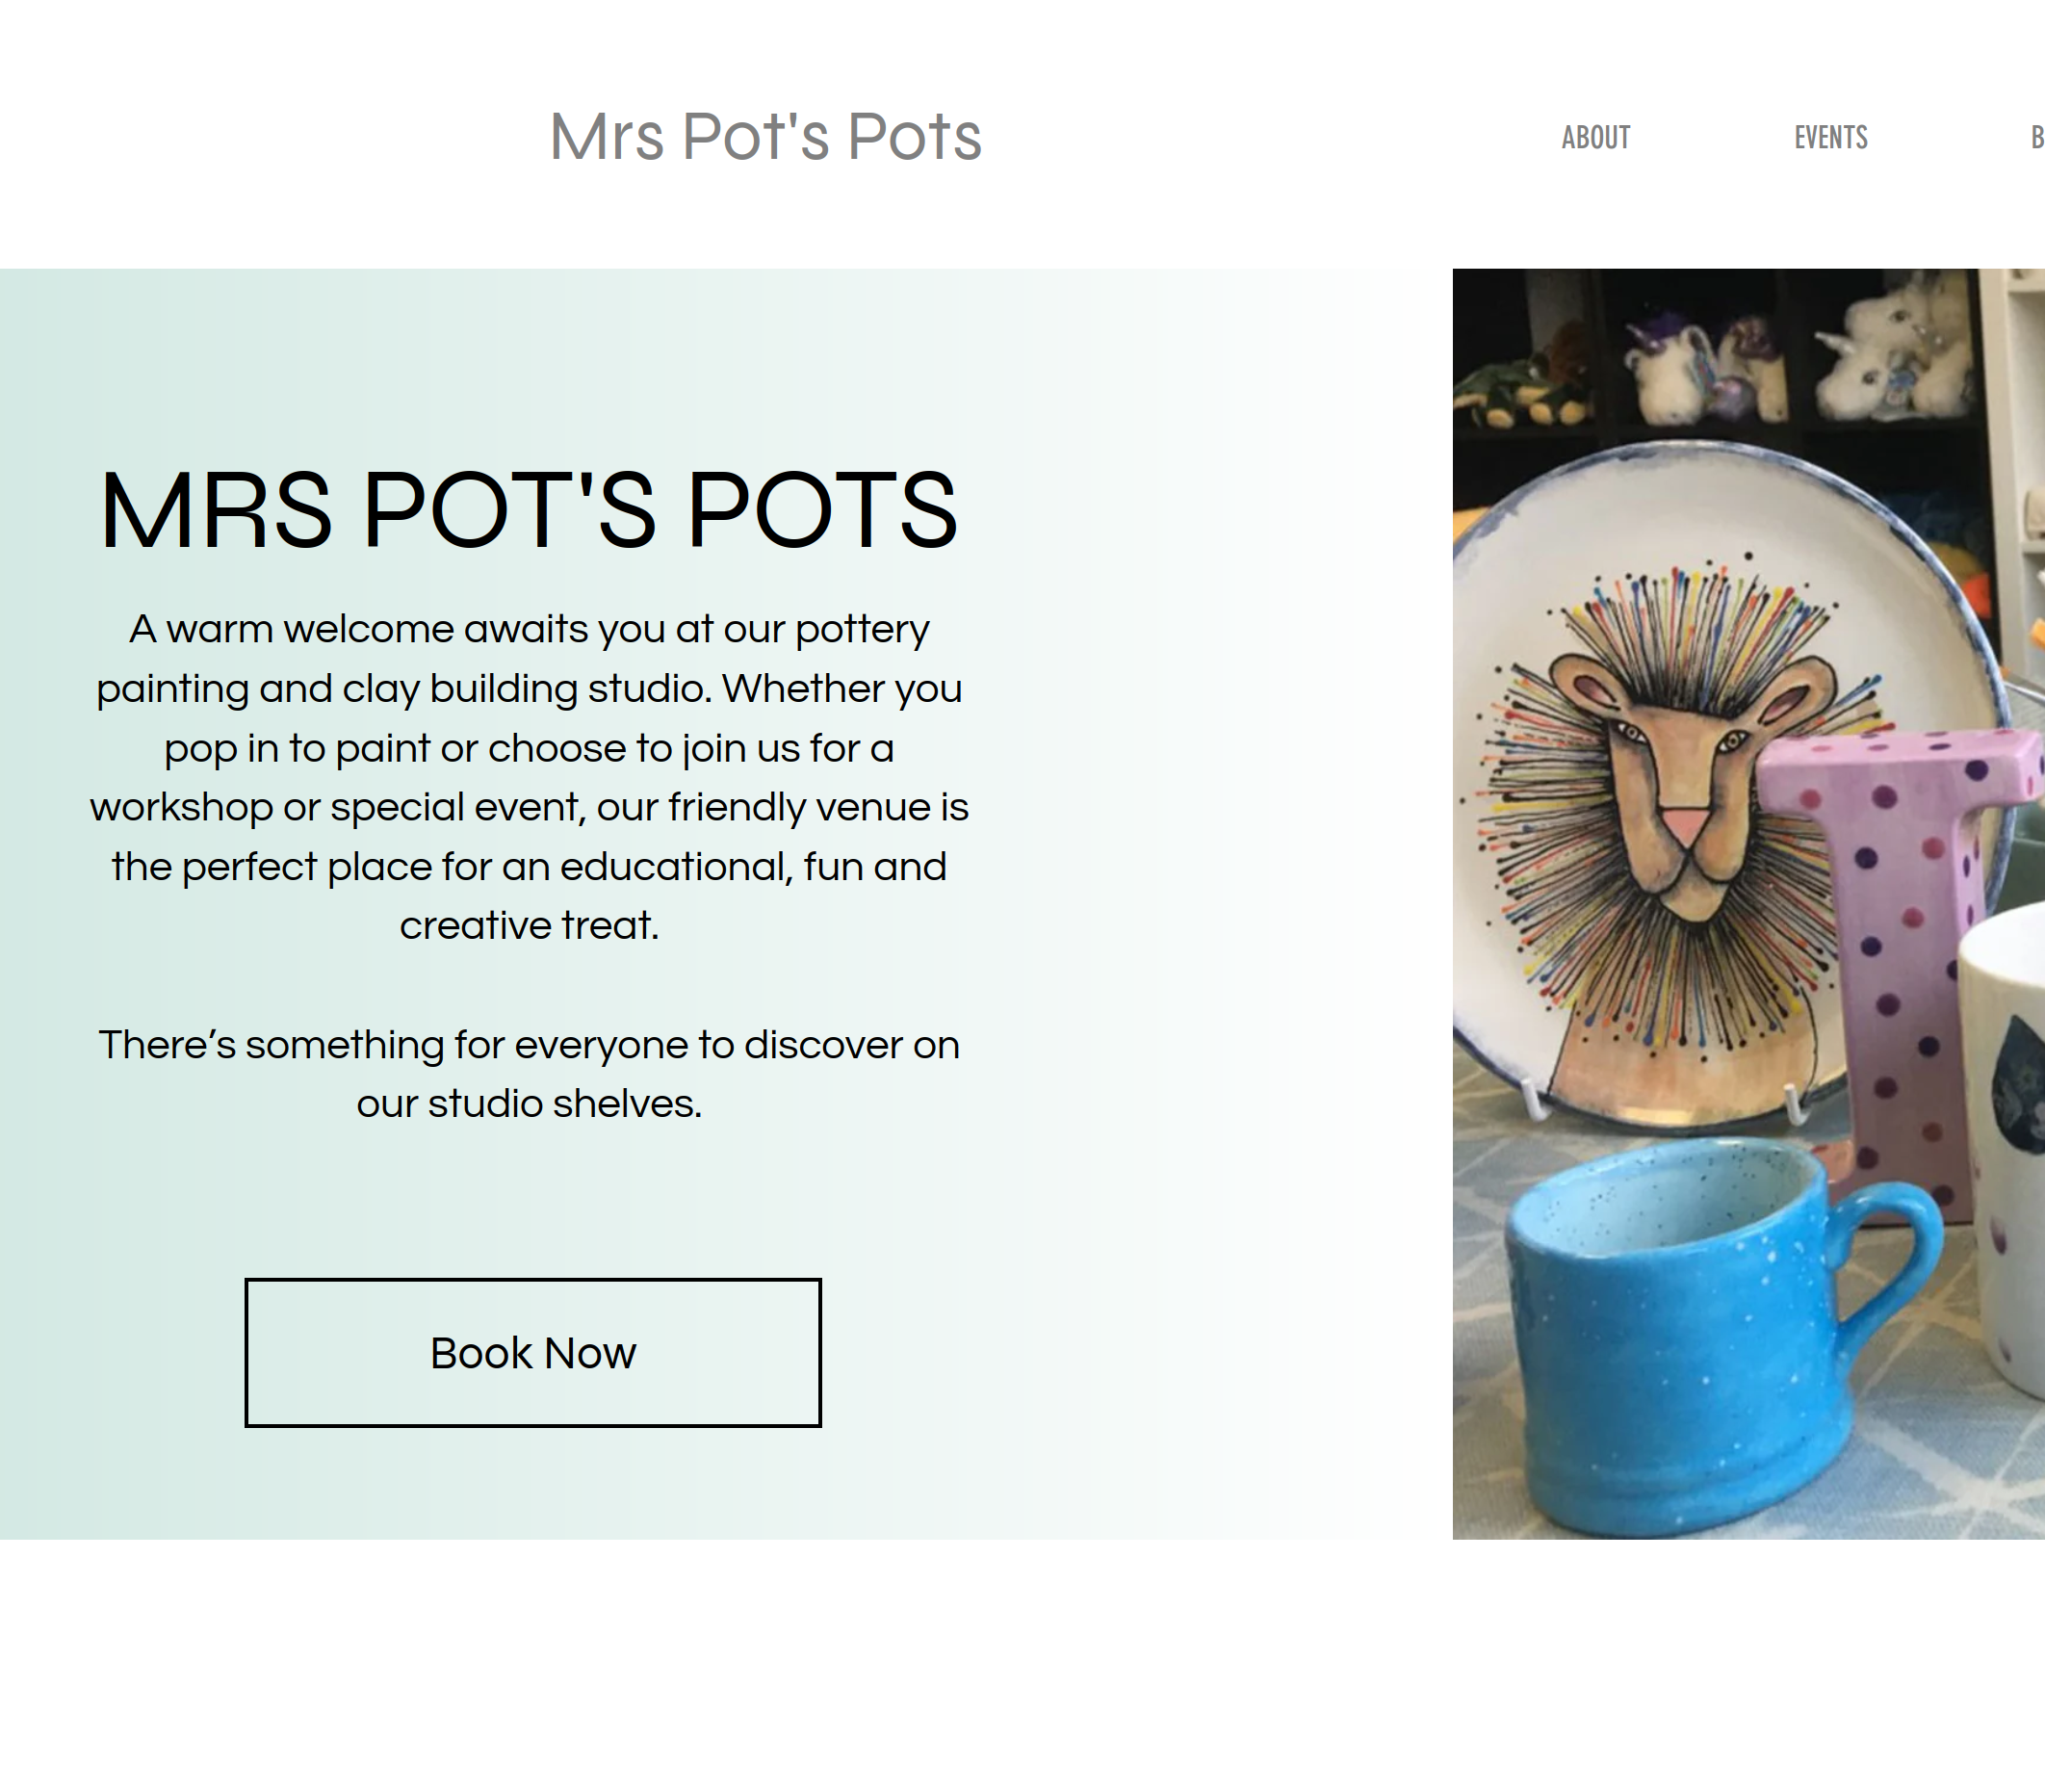 Mrs Pot's Pots
ABOUT
EVENTS
MRS POT'S POTS
A warm welcome awaits you at our pottery
painting and clay building studio. Whether you
pop in to paint or choose to join us for a
workshop or special event, our friendly venue is
the perfect place for an educational, fun and
creative treat.
There’s something for everyone to discover on
our studio shelves.
Book Now